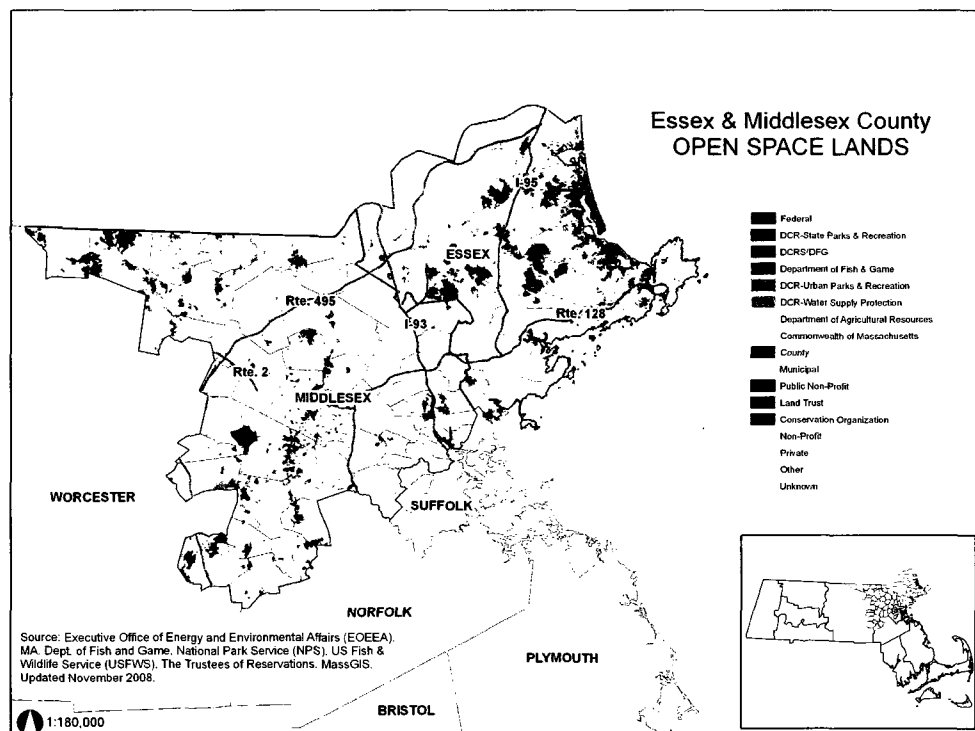 Essex & Middlesex County
OPEN SPACE LANDS
I-95
ESSEX
Rte. 495
I-93
Rte. 128
Rte. 2
MIDDLESEX
WORCESTER
SUFFOLK
NORFOLK
PLYMOUTH
BRISTOL
Federal
DCR-State Parks & Recreation
DCRS/DFG
Department of Fish & Game
DCR-Urban Parks & Recreation
DCR-Water Supply Protection
Department of Agricultural Resources
Commonwealth of Massachusetts
County
Municipal
Public Non-Profit
Land Trust
Conservation Organization
Non-Profit
Private
Other
Unknown
Source: Executive Office of Energy and Environmental Affairs (EOEEA).
MA. Dept. of Fish and Game. National Park Service (NPS). US Fish &
Wildlife Service (USFWS). The Trustees of Reservations. MassGIS.
Updated November 2008.
1:180,000